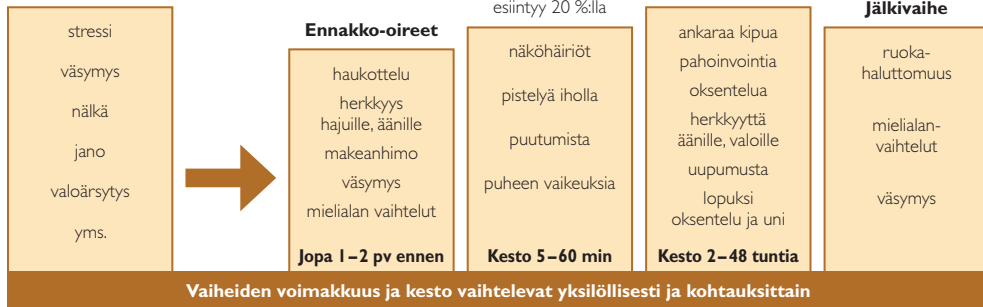 stressi
väsymys
nälkä
jano
valoärsytys
yms.
Ennakko-oireet
haukottelu
herkkyys
hajuille, äänille
makeanhimo
väsymys
mielialan vaihtelut
Jopa 1–2 pv ennen
esiintyy 20 %:lla
näköhäiriöt
pistelyä iholla
puutumista
puheen vaikeuksia
Kesto 5–60 min
ankaraa kipua
pahoinvointia
oksentelua
herkkyyttä
äänille, valoille
uupumusta
lopuksi
oksentelu ja uni
Kesto 2–48 tuntia
Jälkivaihe
ruoka-
haluttomuus
mielialan-
vaihtelut
väsymys
Vaiheiden voimakkuus ja kesto vaihtelevat yksilöllisesti ja kohtauksittain